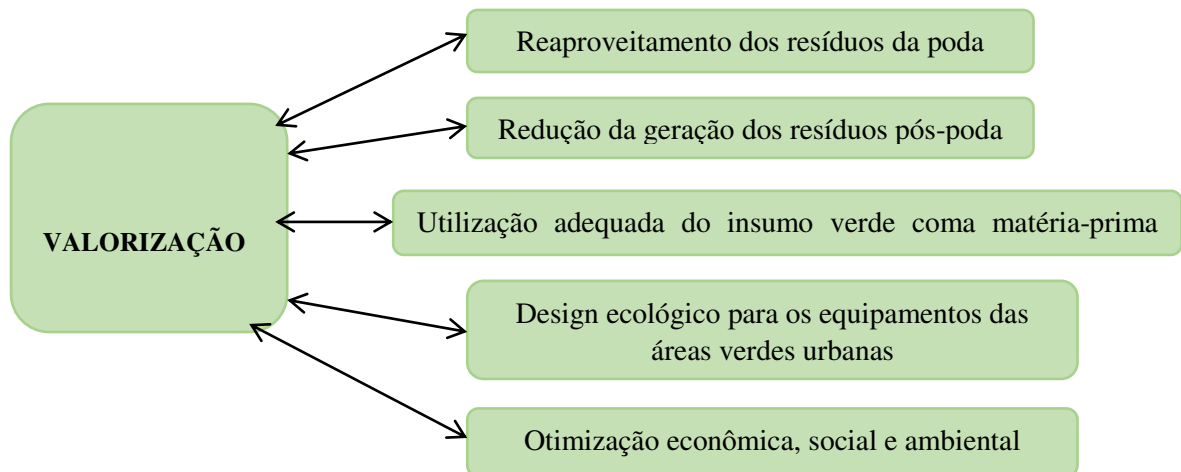 Reaproveitamento dos resíduos da poda
Redução da geração dos resíduos pós-poda
VALORIZAÇÃO
Utilização adequada do insumo verde coma matéria-prima
Design ecológico para os equipamentos das
áreas verdes urbanas
Otimização econômica, social e ambiental